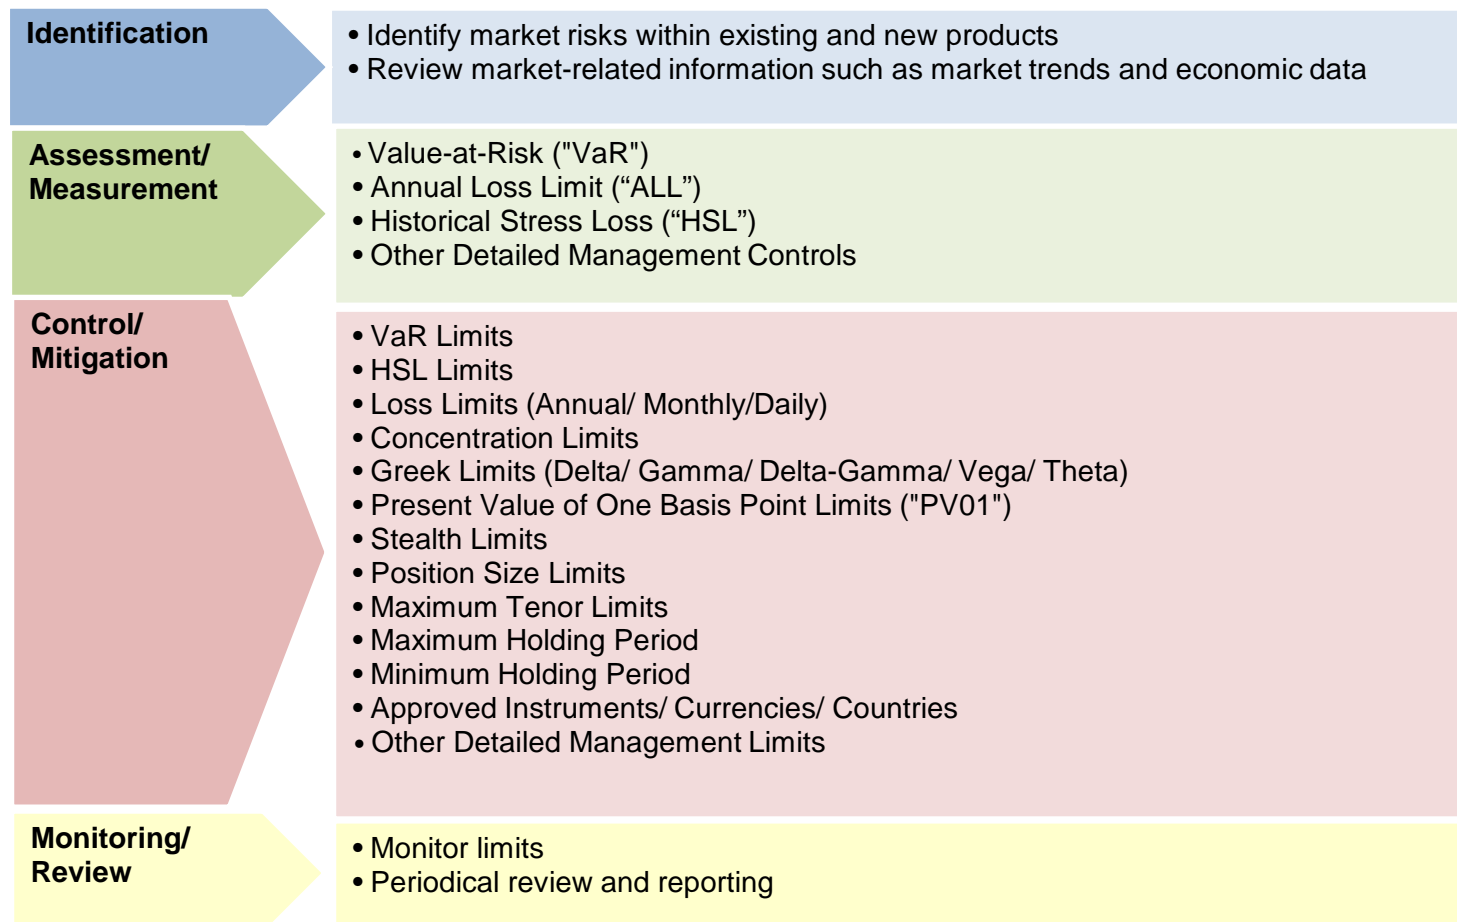 Identification
• Identify market risks within existing and new products
• Review market-related information such as market trends and economic data
Assessment/
Measurement
• Value-at-Risk ("VaR")
• Annual Loss Limit (“ALL”)
• Historical Stress Loss (“HSL”)
• Other Detailed Management Controls
Control/
Mitigation
• VaR Limits
• HSL Limits
• Loss Limits (Annual/ Monthly/Daily)
• Concentration Limits
• Greek Limits (Delta/ Gamma/ Delta-Gamma/ Vega/ Theta)
• Present Value of One Basis Point Limits ("PV01")
• Stealth Limits
• Position Size Limits
• Maximum Tenor Limits
• Maximum Holding Period
• Minimum Holding Period
• Approved Instruments/ Currencies/ Countries
• Other Detailed Management Limits
Monitoring/
Review
• Monitor limits
• Periodical review and reporting